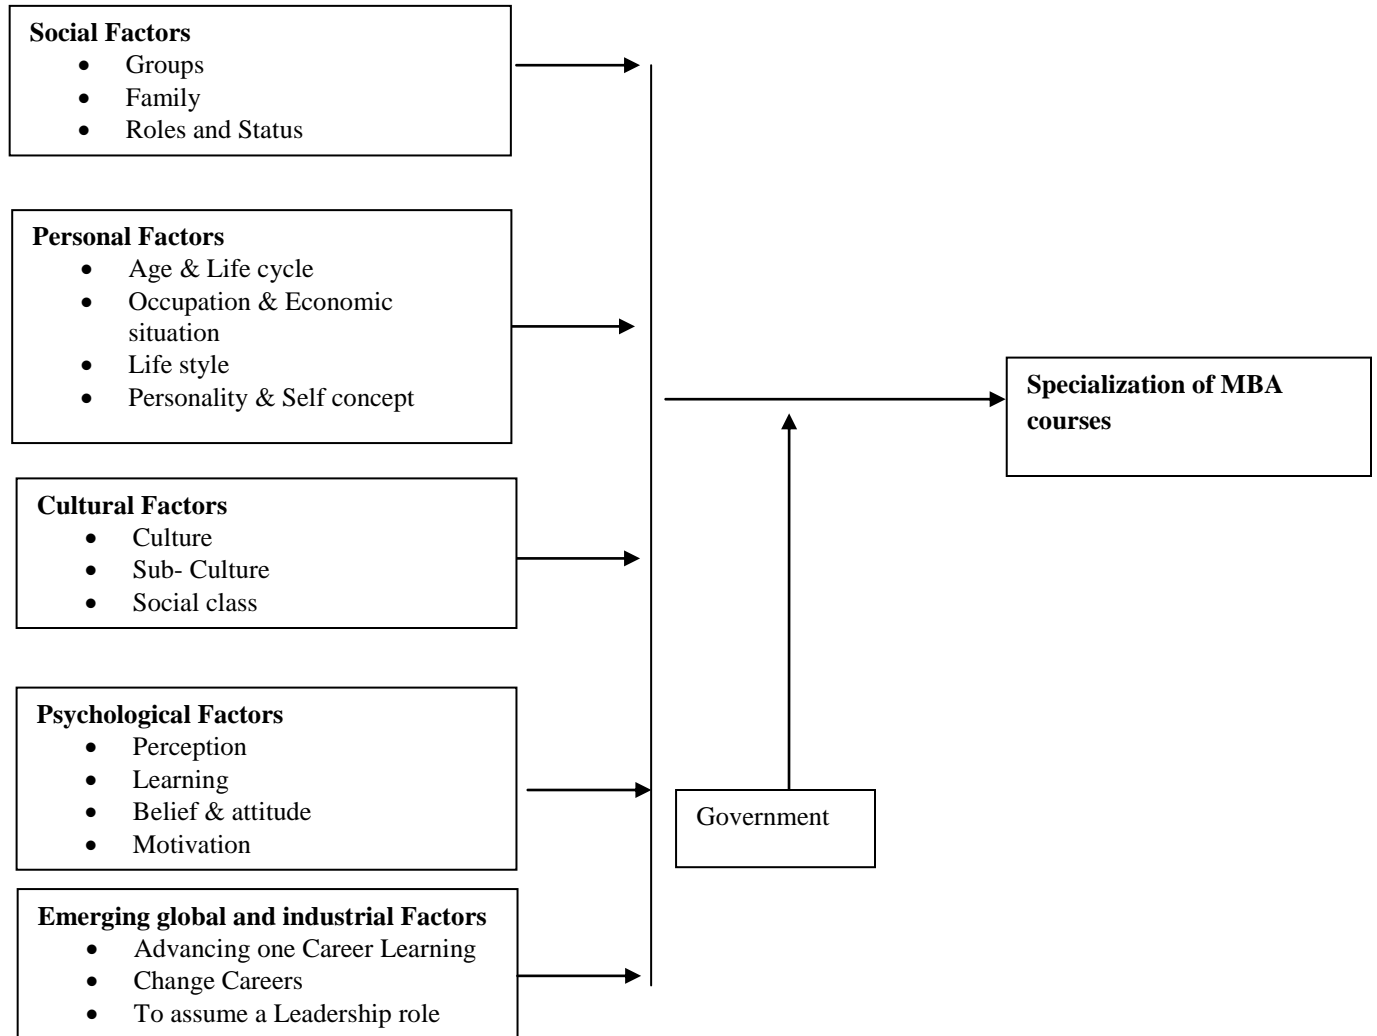 Social Factors
• Groups
• Family
• Roles and Status
Personal Factors
• Age & Life cycle
• Occupation & Economic
situation
• Life style
• Personality & Self concept
Cultural Factors
• Culture
• Sub- Culture
• Social class
Psychological Factors
• Perception
• Learning
• Belief & attitude
• Motivation
Emerging global and industrial Factors
• Advancing one Career Learning
• Change Careers
• To assume a Leadership role
Government
Specialization of MBA
courses